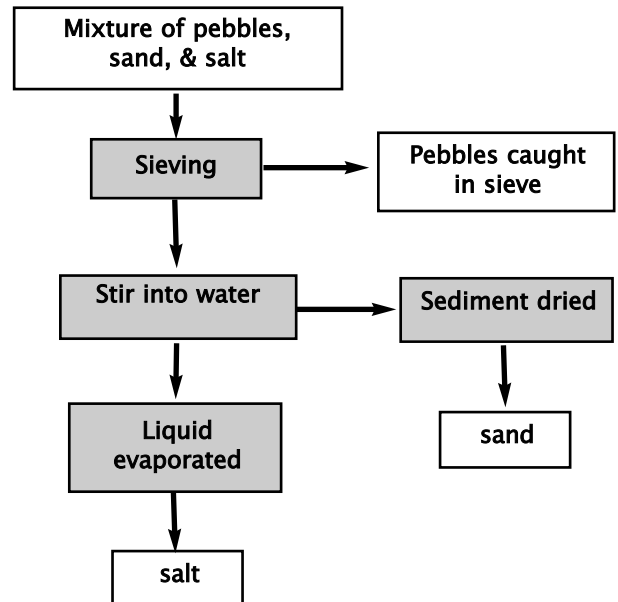 Mixture of pebbles,
sand, & salt
Sieving
Pebbles caught
in sieve
Stir into water
Sediment dried
Liquid
evaporated
sand
salt